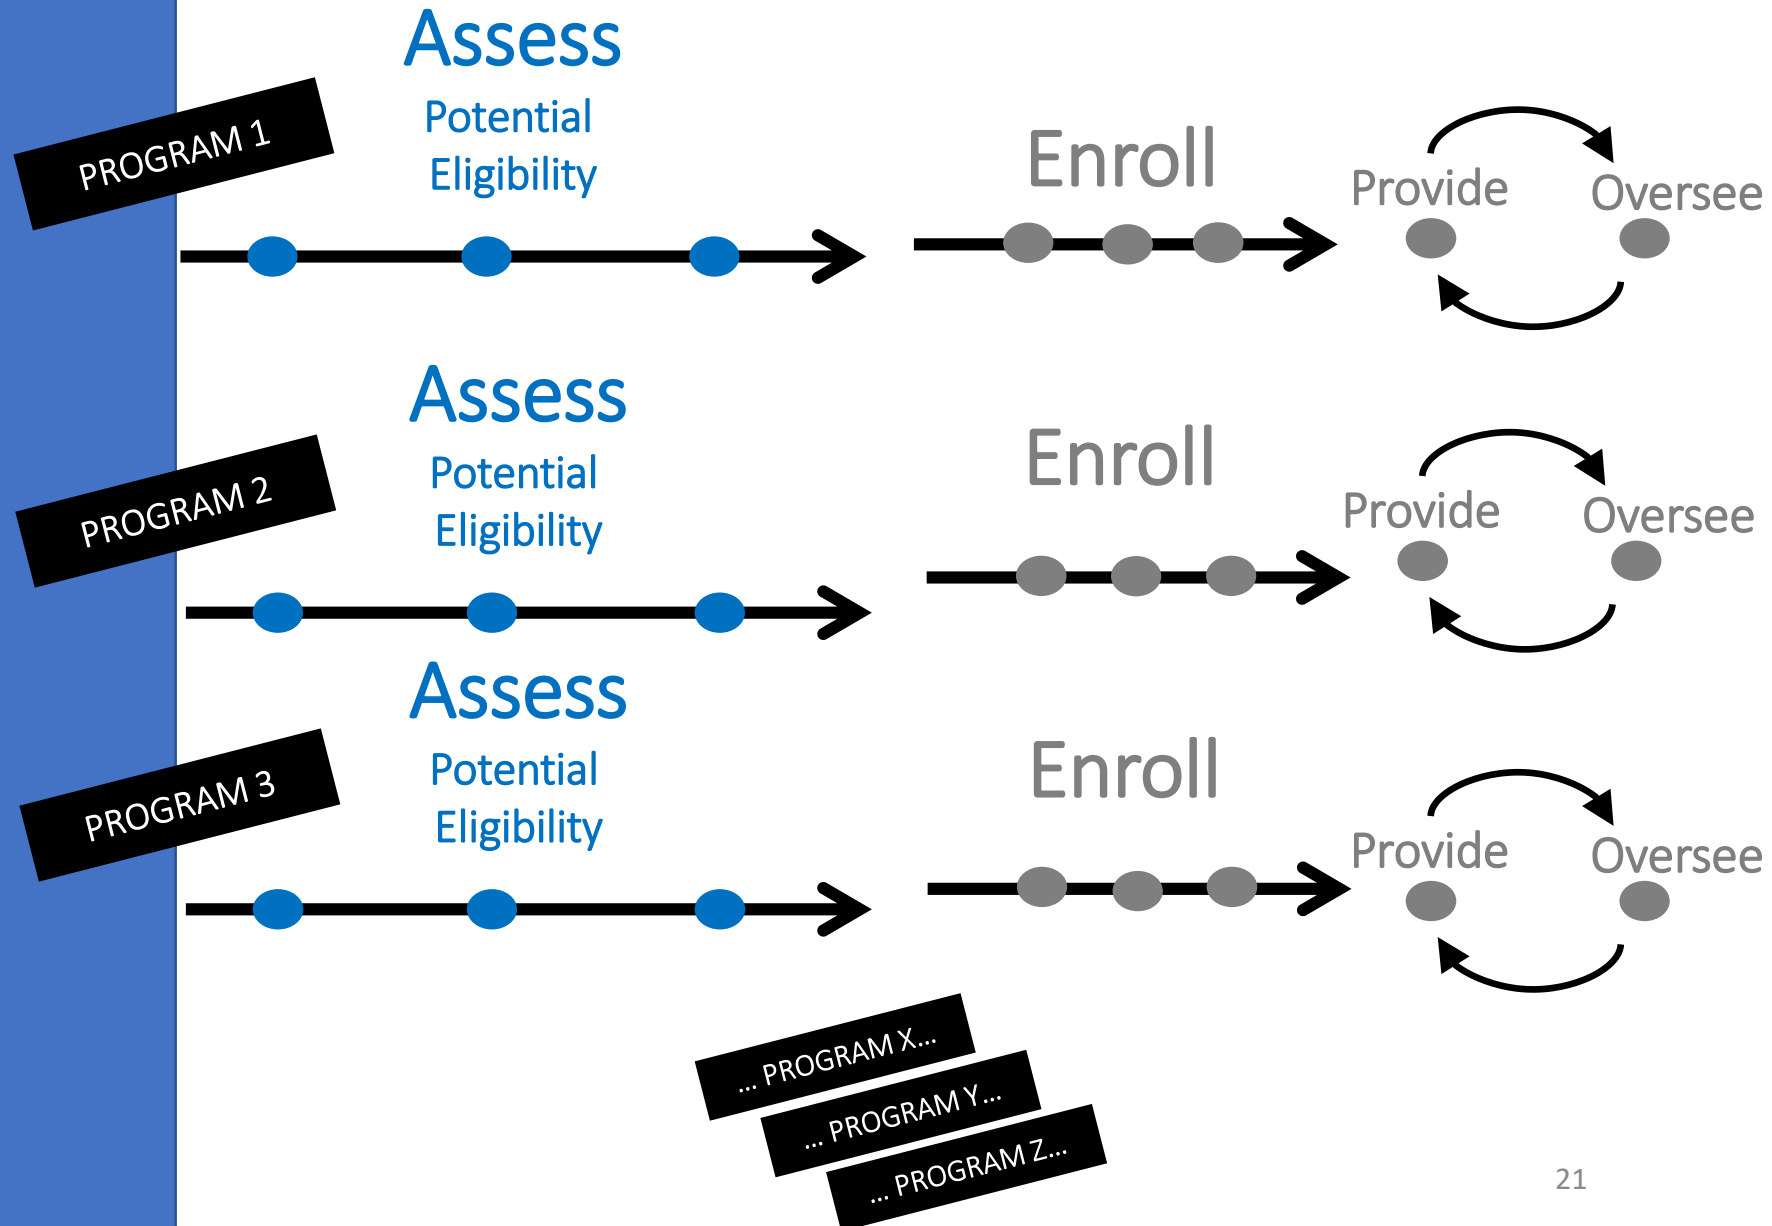 PROGRAM 1
Assess
Potential
Eligibility
Enroll
Provide
Oversee
PROGRAM 2
Assess
Potential
Eligibility
Enroll
Provide
Oversee
PROGRAM 3
Assess
Potential
Eligibility
Enroll
Provide
Oversee
... PROGRAM X...
... PROGRAM Y...
... PROGRAM Z...
21